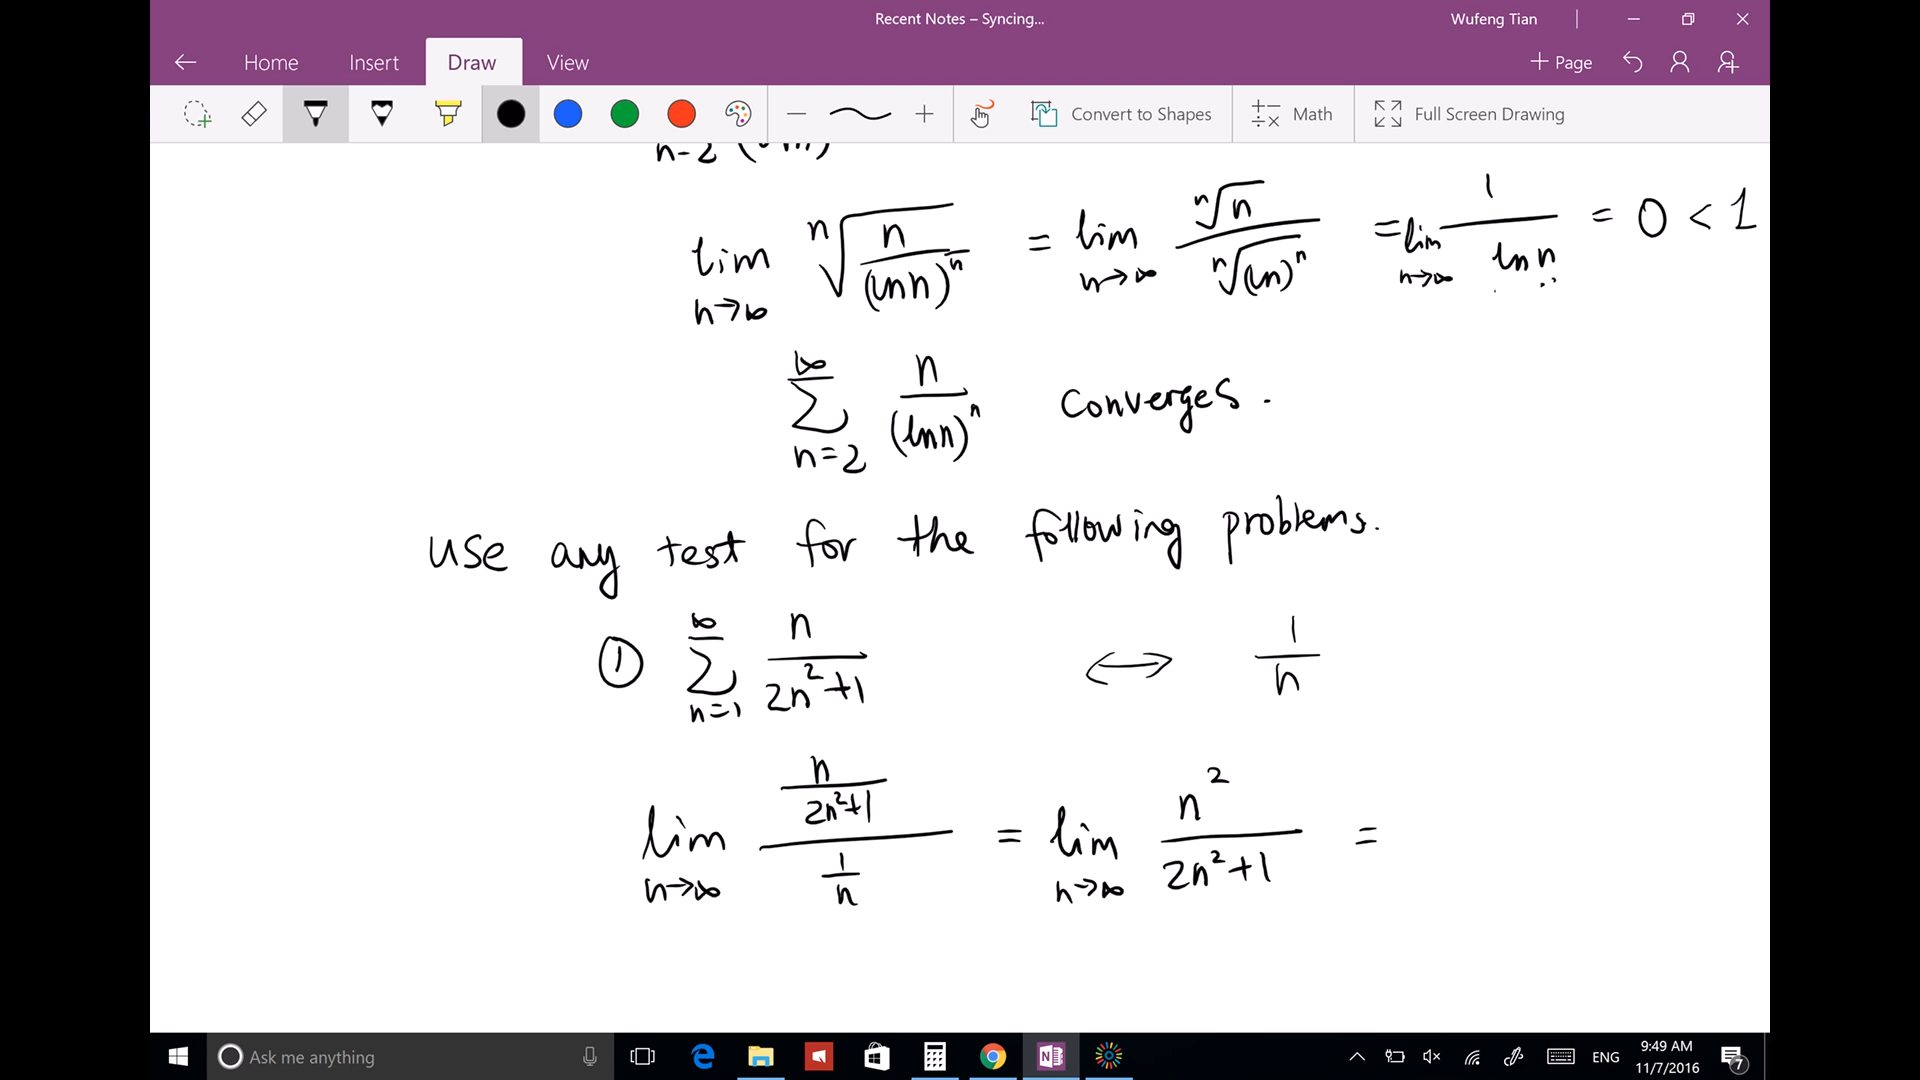 Recent Notes – Syncing...
Wufeng Tian
Home Insert Draw View
Page
Convert to Shapes
Math
Full Screen Drawing
lim n→∞ ⁿ√(n/(ln n)^n) = lim n→∞ ⁿ√n / ⁿ√(ln)^n = lim n→∞ 1/ln n = 0 < 1
∞ Σ n=2 n/(ln n)^n converges.
use any test for the following problems.
① ∞ Σ n=1 n/(2n²+1) ↔ 1/n
lim n→∞ (n/(2n²+1))/(1/n) = lim n→∞ n²/(2n²+1) =
Ask me anything
ENG
9:49 AM
11/7/2016
7